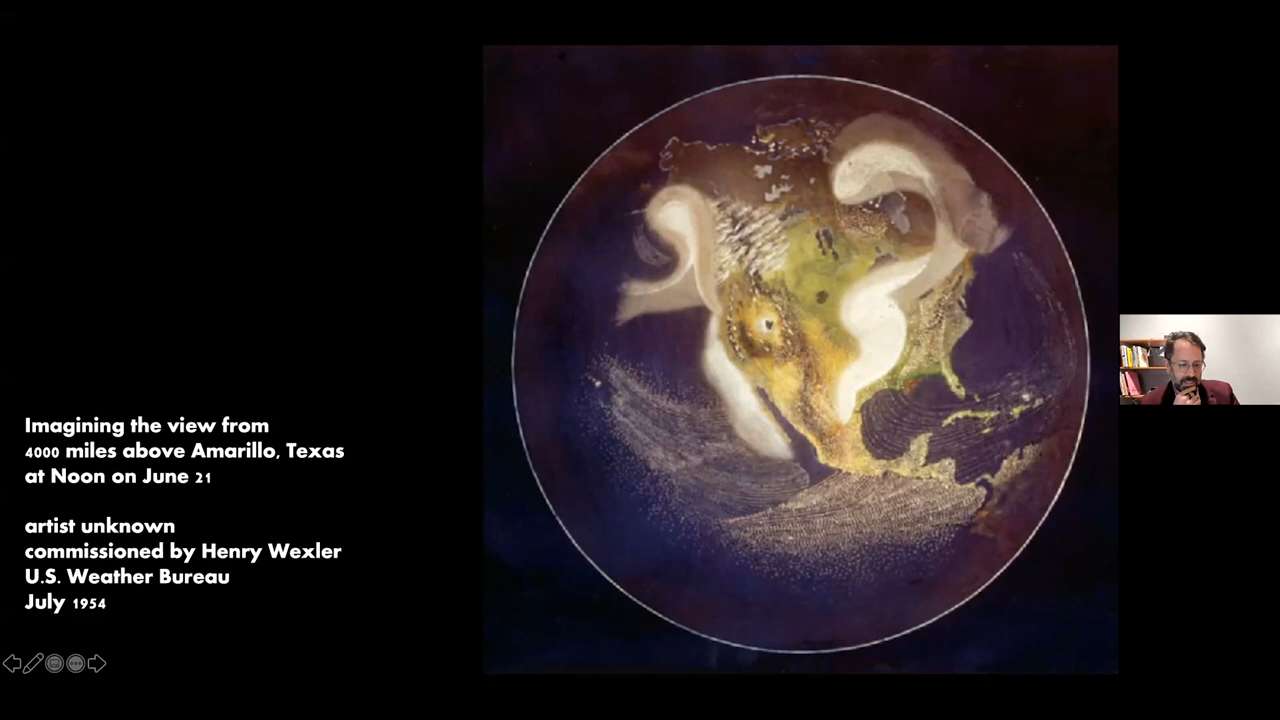 Imagining the view from
4000 miles above Amarillo, Texas
at Noon on June 21
artist unknown
commissioned by Henry Wexler
U.S. Weather Bureau
July 1954